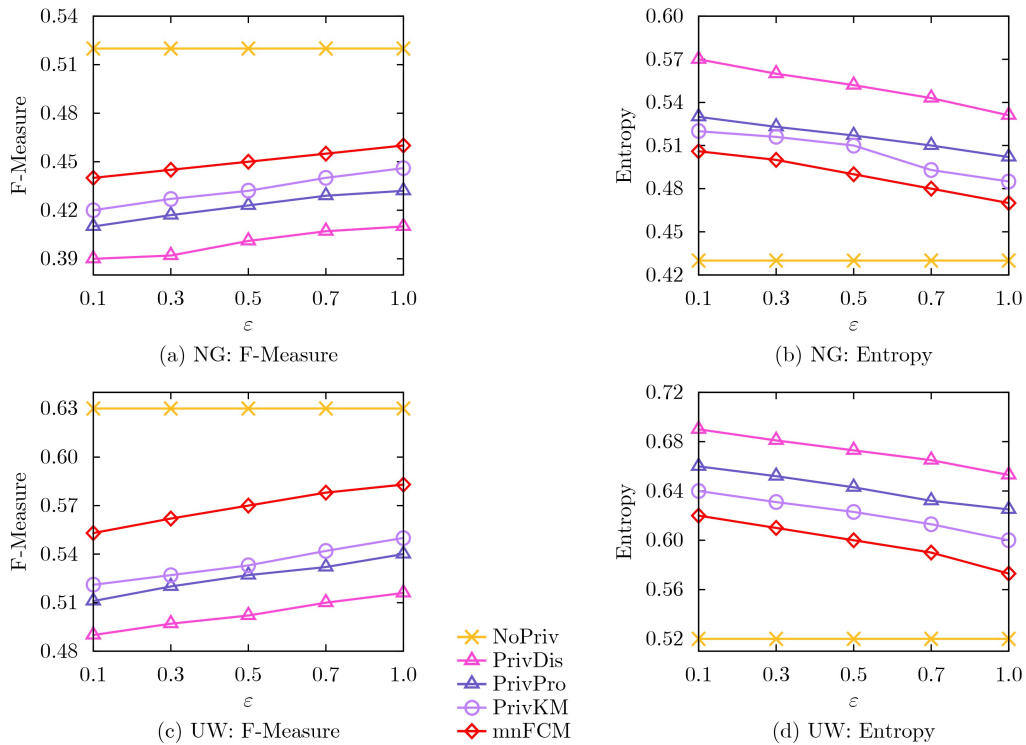 F-Measure
0.54
0.51
0.48
0.45
0.42
0.39
0.1 0.3 0.5 0.7 1.0
ε
(a) NG: F-Measure
Entropy
0.60
0.57
0.54
0.51
0.48
0.45
0.42
0.1 0.3 0.5 0.7 1.0
ε
(b) NG: Entropy
F-Measure
0.63
0.60
0.57
0.54
0.51
0.48
0.1 0.3 0.5 0.7 1.0
ε
(c) UW: F-Measure
NoPriv
PrivDis
PrivPro
PrivKM
mnFCM
Entropy
0.72
0.68
0.64
0.60
0.56
0.52
0.1 0.3 0.5 0.7 1.0
ε
(d) UW: Entropy